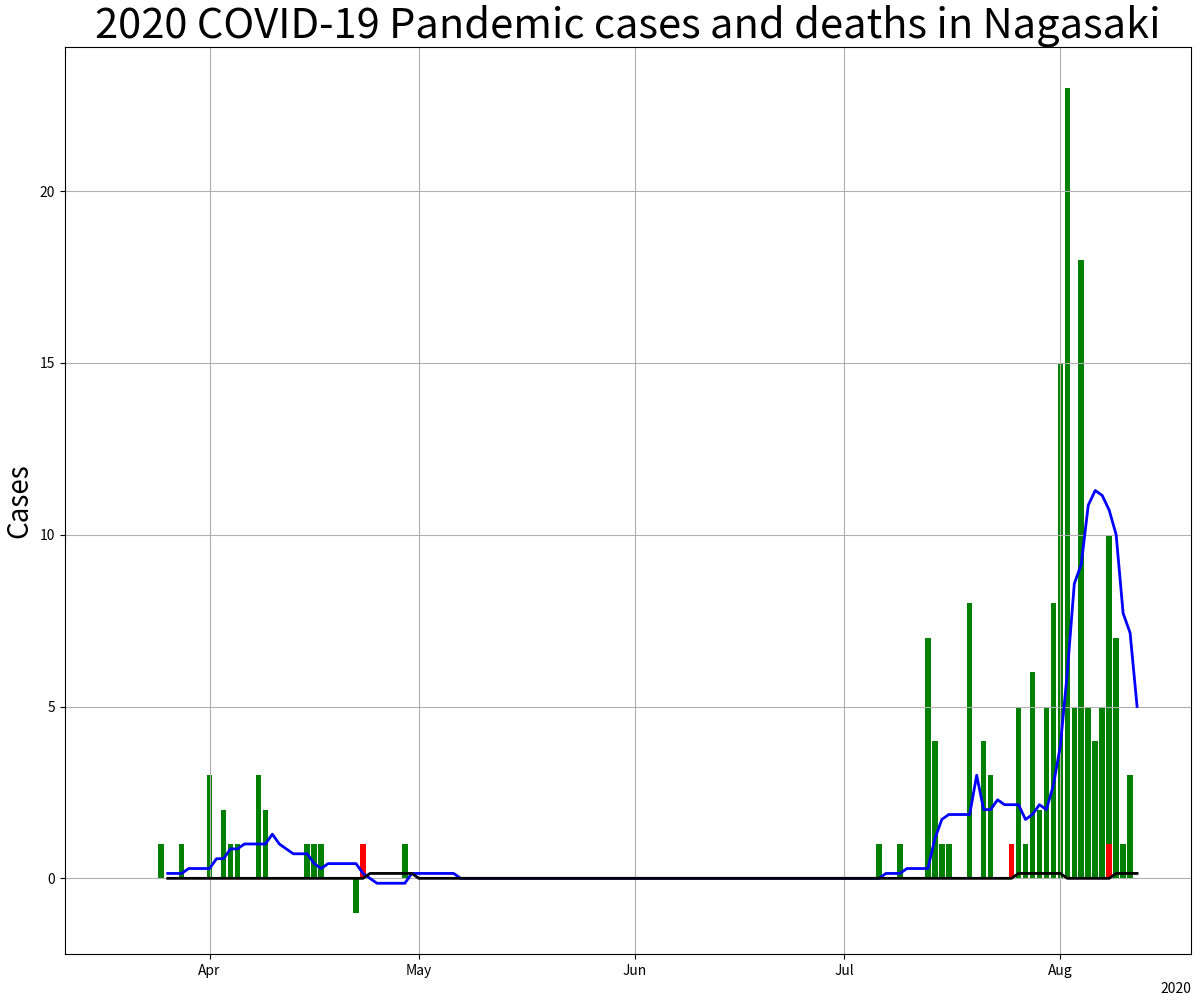 2020 COVID-19 Pandemic cases and deaths in Nagasaki
Cases
20
15
10
5
0
Apr
May
Jun
Jul
Aug
2020